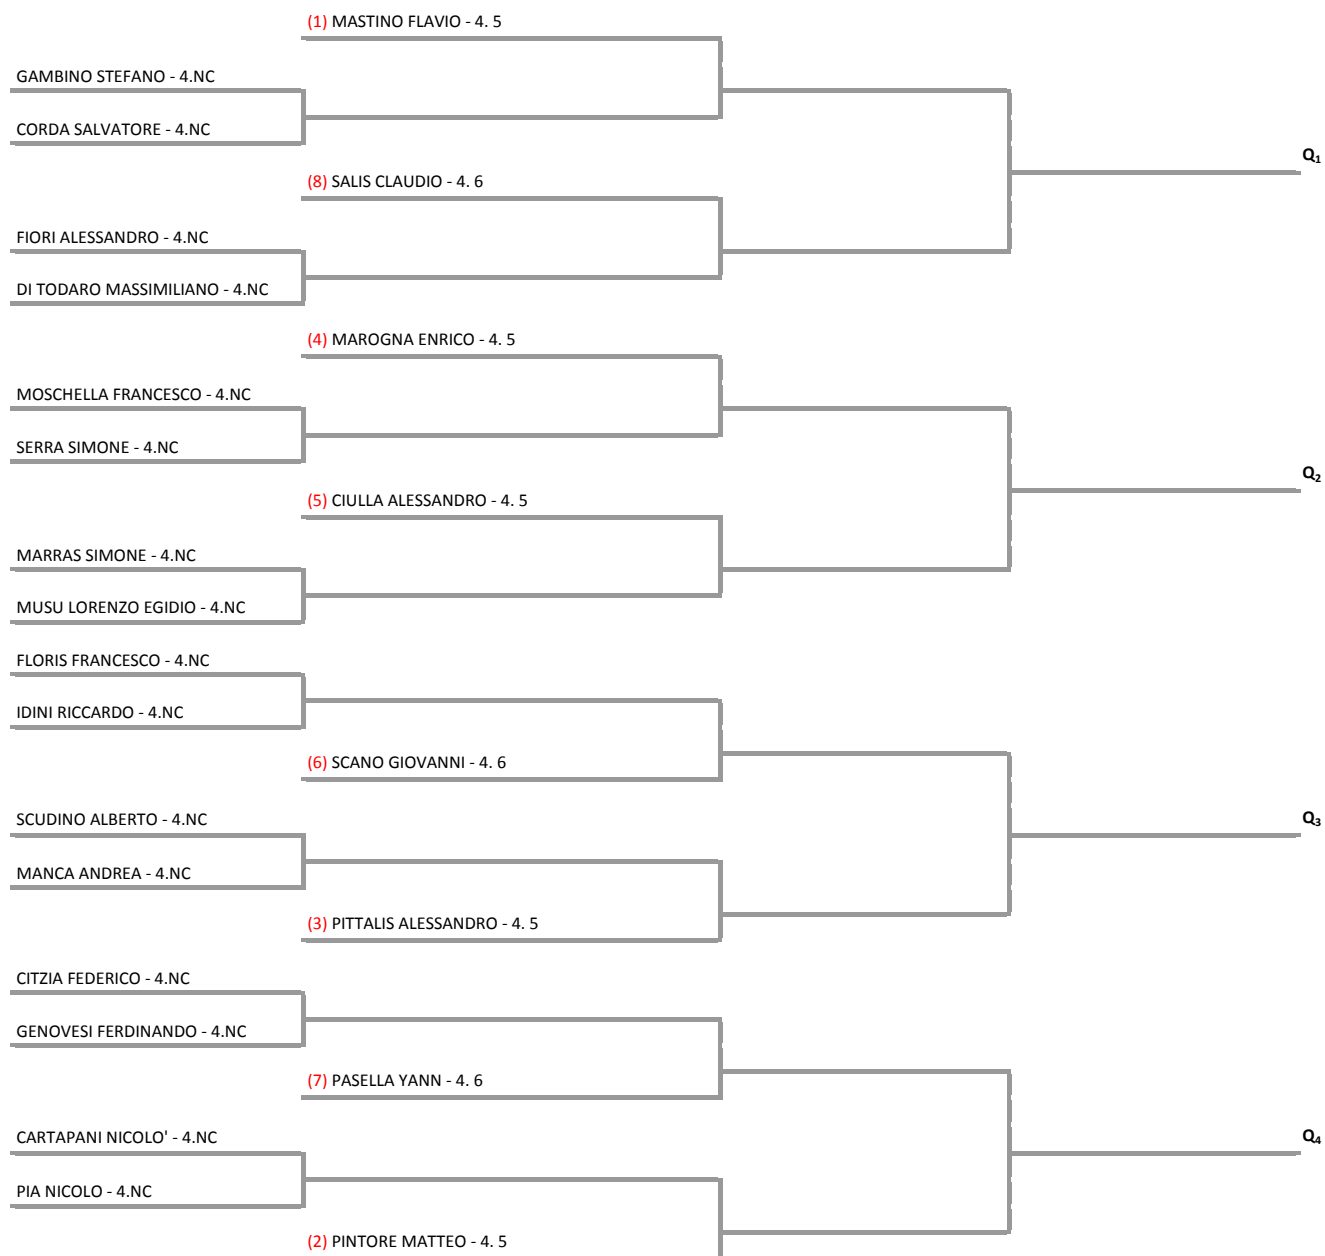 (1) MASTINO FLAVIO - 4. 5
GAMBINO STEFANO - 4.NC
CORDA SALVATORE - 4.NC
Q1
(8) SALIS CLAUDIO - 4. 6
FIORI ALESSANDRO - 4.NC
DI TODARO MASSIMILIANO - 4.NC
(4) MAROGNA ENRICO - 4. 5
MOSCHELLA FRANCESCO - 4.NC
SERRA SIMONE - 4.NC
Q2
(5) CIULLA ALESSANDRO - 4. 5
MARRAS SIMONE - 4.NC
MUSU LORENZO EGIDIO - 4.NC
FLORIS FRANCESCO - 4.NC
IDINI RICCARDO - 4.NC
(6) SCANO GIOVANNI - 4. 6
SCUDINO ALBERTO - 4.NC
Q3
MANCA ANDREA - 4.NC
(3) PITTALIS ALESSANDRO - 4. 5
CITZIA FEDERICO - 4.NC
GENOVESI FERDINANDO - 4.NC
(7) PASELLA YANN - 4. 6
CARTAPANI NICOLO' - 4.NC
Q4
PIA NICOLO - 4.NC
(2) PINTORE MATTEO - 4. 5